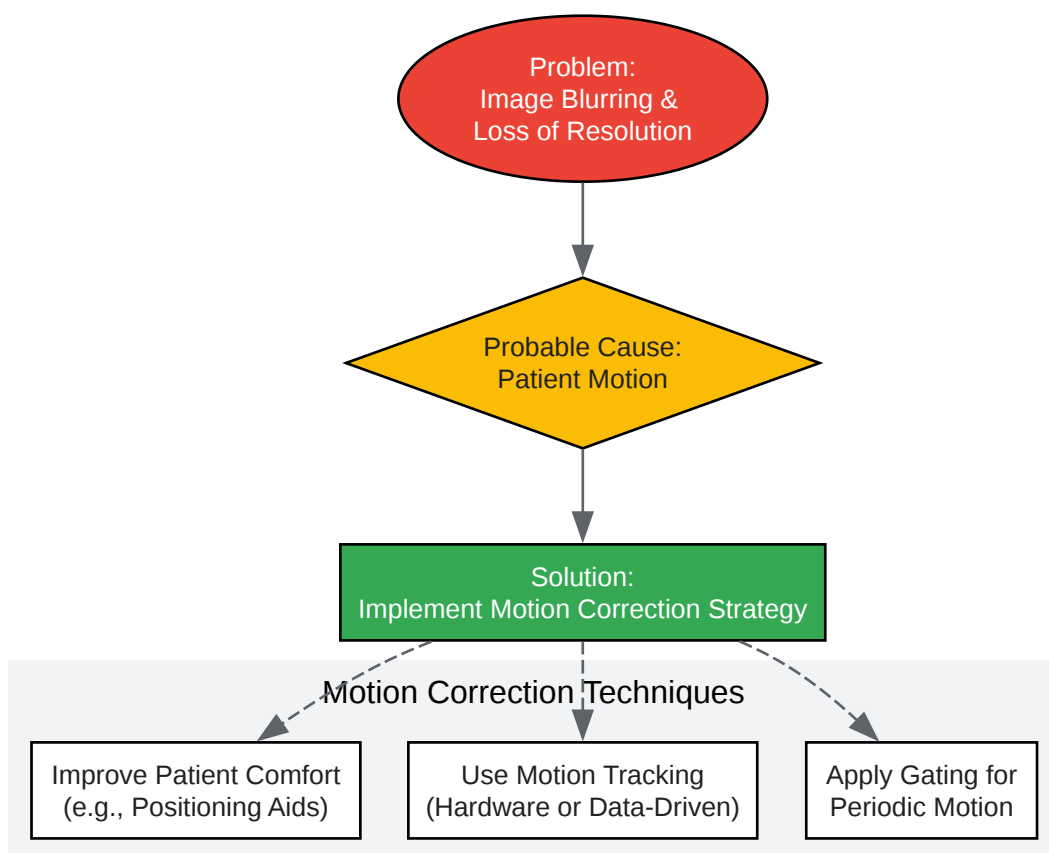 Problem:
Image Blurring &
Loss of Resolution
Probable Cause:
Patient Motion
Solution:
Implement Motion Correction Strategy
Motion Correction Techniques
Improve Patient Comfort
(e.g., Positioning Aids)
Use Motion Tracking
(Hardware or Data-Driven)
Apply Gating for
Periodic Motion